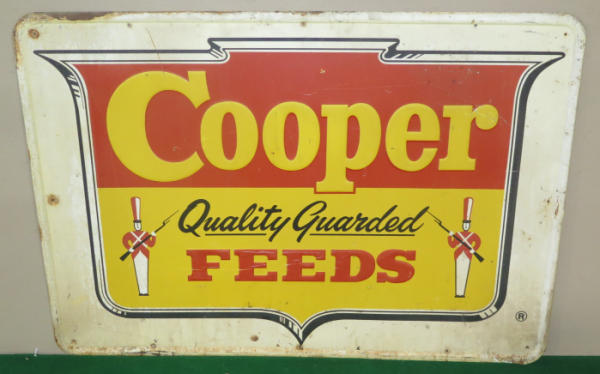 Cooper
Quality Guarded
FEEDS
®